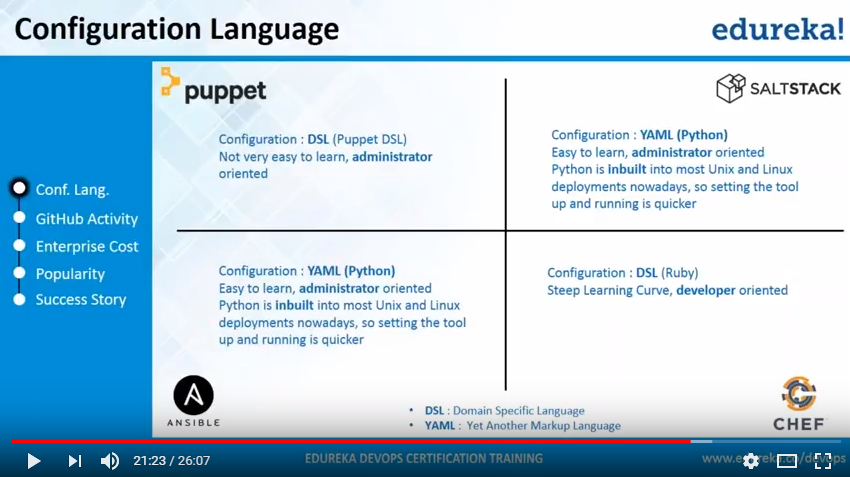 Configuration Language
edureka!
puppet
SALTSTACK
Configuration : DSL (Puppet DSL)
Not very easy to learn, administrator
oriented
Configuration : YAML (Python)
Easy to learn, administrator oriented
Python is inbuilt into most Unix and Linux
deployments nowadays, so setting the tool
up and running is quicker
Conf. Lang.
GitHub Activity
Enterprise Cost
Popularity
Success Story
Configuration : YAML (Python)
Easy to learn, administrator oriented
Python is inbuilt into most Unix and Linux
deployments nowadays, so setting the tool
up and running is quicker
Configuration : DSL (Ruby)
Steep Learning Curve, developer oriented
A
ANSIBLE
• DSL : Domain Specific Language
• YAML : Yet Another Markup Language
CHEF
21:23 / 26:07
EDUREKA DEVOPS CERTIFICATION TRAINING
www.edureka.co/devops